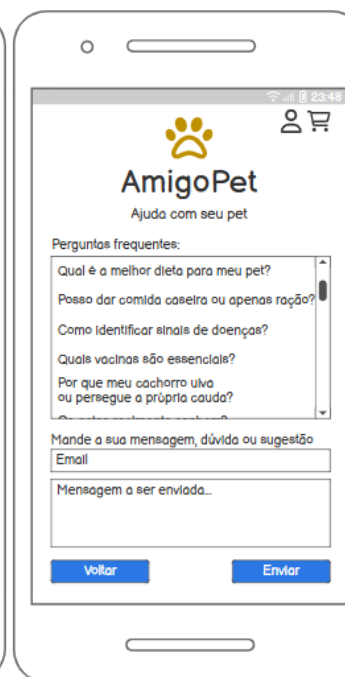 23:48
AmigoPet
Ajuda com seu pet
Perguntas frequentes:
Qual é a melhor dieta para meu pet?
Posso dar comida caseira ou apenas ração?
Como identificar sinais de doenças?
Quais vacinas são essenciais?
Por que meu cachorro uiva
ou persegue a própria cauda?
Mande a sua mensagem, dúvida ou sugestão
Email
Mensagem a ser enviada...
Voltar
Enviar